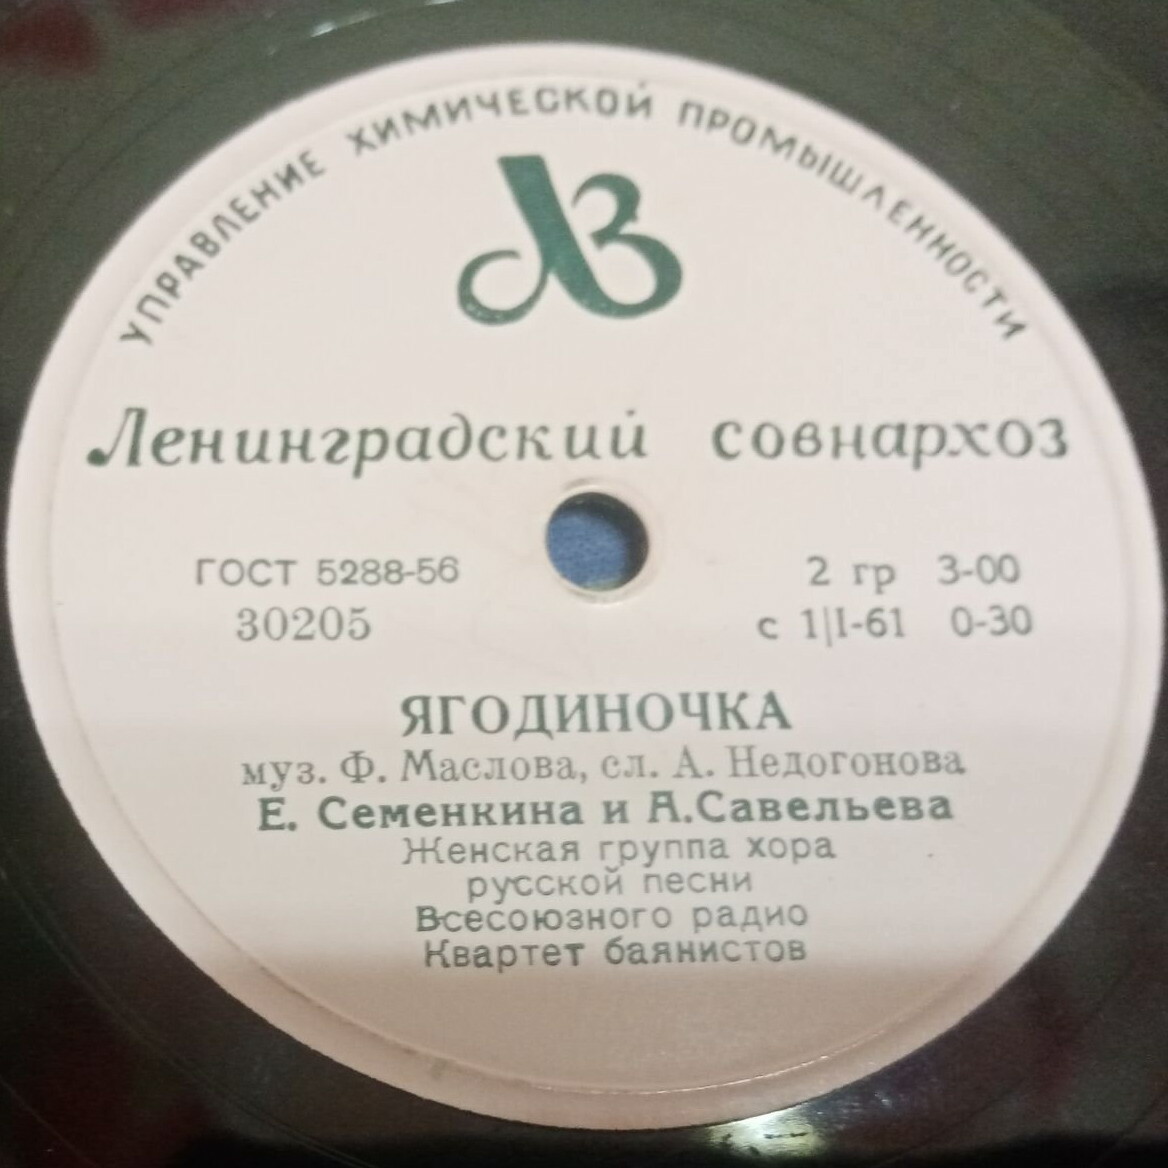 УПРАВЛЕНИЕ ХИМИЧЕСКОЙ ПРОМЫШЛЕННОСТИ
ЛЗ
Ленинградский совнархоз
ГОСТ 5288-56 2 гр 3-00
30205 с 1|I-61 0-30
ЯГОДИНОЧКА
муз. Ф. Маслова, сл. А. Недогонова
Е. Семенкина и А.Савельева
Женская группа хора
русской песни
Всесоюзного радио
Квартет баянистов